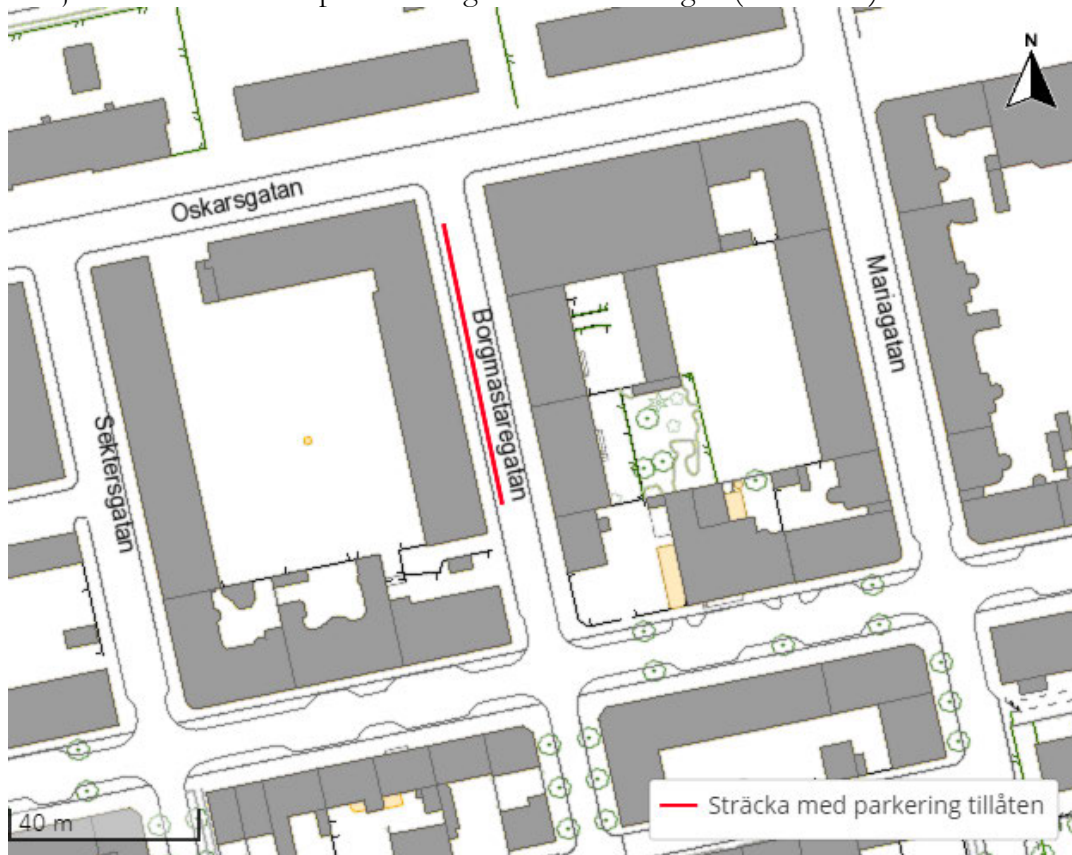 N
Oskarsgatan
Borgmästaregatan
Mariagatan
Sektersgatan
Sträcka med parkering tillåten
40 m